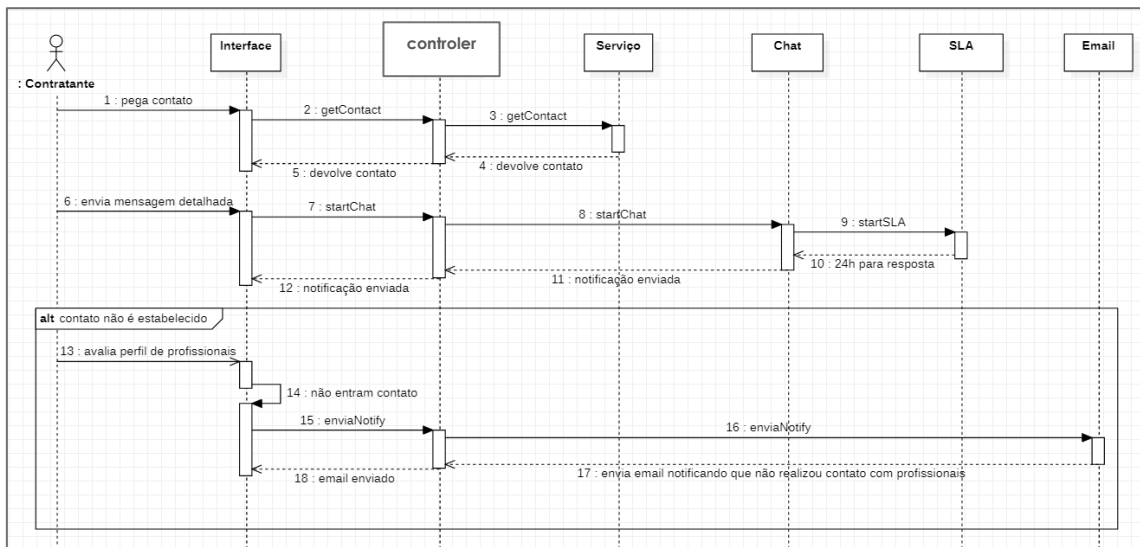 Interface
controler
Serviço
Chat
SLA
Email
: Contratante
1 : pega contato
2 : getContact
3 : getContact
4 : devolve contato
5 : devolve contato
6 : envia mensagem detalhada
7 : startChat
8 : startChat
9 : startSLA
10 : 24h para resposta
11 : notificação enviada
12 : notificação enviada
alt contato não é estabelecido
13 : avalia perfil de profissionais
14 : não entram contato
15 : enviaNotify
16 : enviaNotify
17 : envia email notificando que não realizou contato com profissionais
18 : email enviado